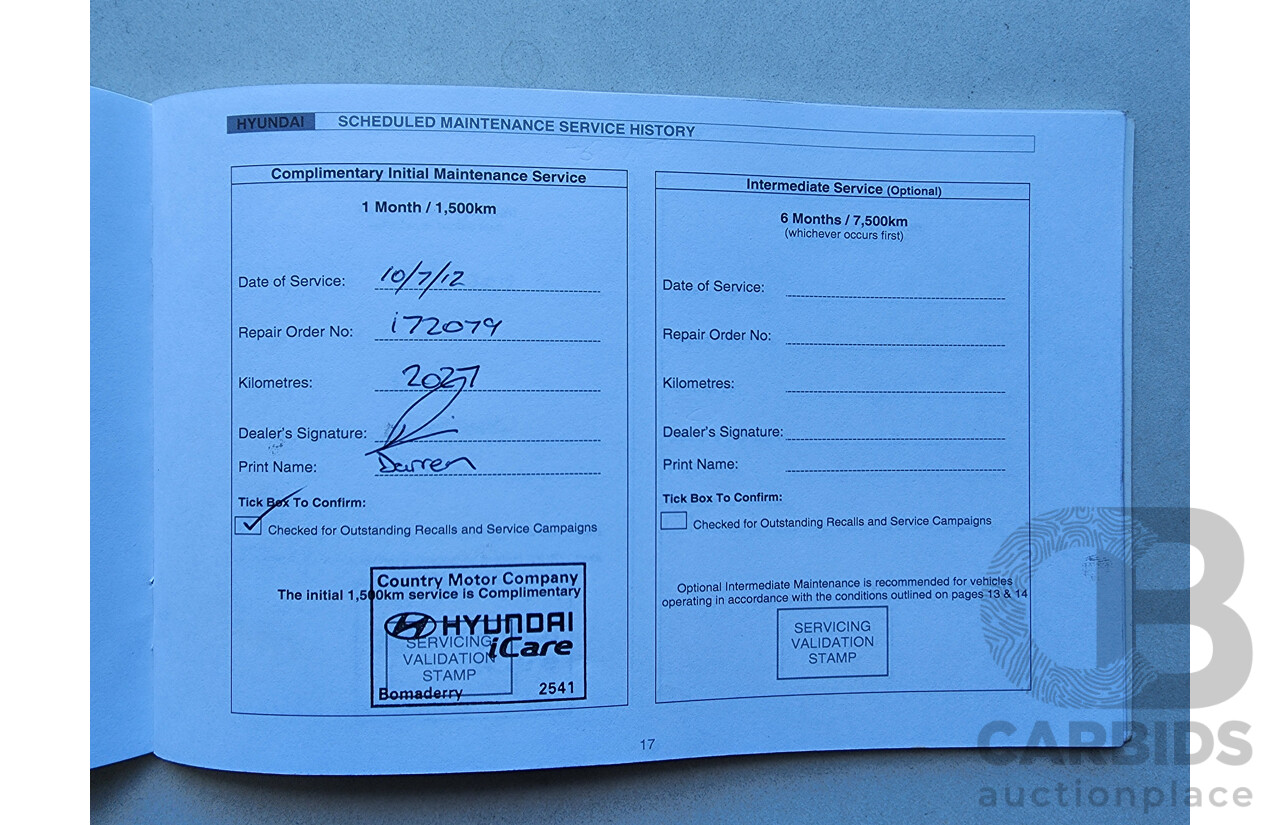 HYUNDAI SCHEDULED MAINTENANCE SERVICE HISTORY
Complimentary Initial Maintenance Service
1 Month / 1,500km
Date of Service: 10/7/12
Repair Order No: i72079
Kilometres: 2027
Dealer's Signature:
Print Name: Darren
Tick Box To Confirm:
Checked for Outstanding Recalls and Service Campaigns
The initial 1,500km service is Complimentary
Country Motor Company
HYUNDAI
iCare
SERVICING
VALIDATION
STAMP
Bomaderry 2541
Intermediate Service (Optional)
6 Months / 7,500km
(whichever occurs first)
Date of Service:
Repair Order No:
Kilometres:
Dealer's Signature:
Print Name:
Tick Box To Confirm:
Checked for Outstanding Recalls and Service Campaigns
Optional Intermediate Maintenance is recommended for vehicles
operating in accordance with the conditions outlined on pages 13 & 14
SERVICING
VALIDATION
STAMP
17
CB
CARBIDS
auctionplace